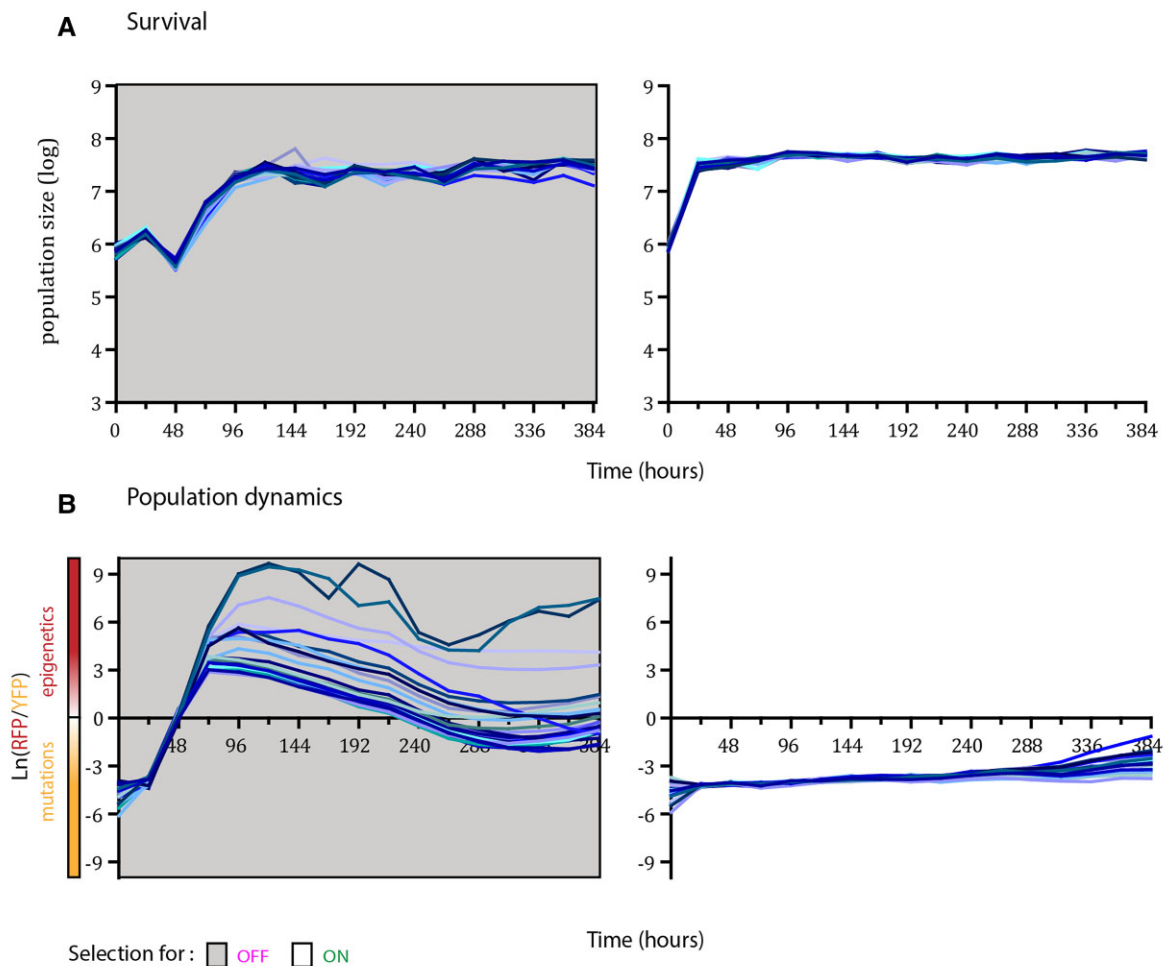 A Survival
population size (log)
9
8
7
6
5
4
3
0 48 96 144 192 240 288 336 384
9
8
7
6
5
4
3
0 48 96 144 192 240 288 336 384
Time (hours)
B Population dynamics
Ln(RFP/YFP)
epigenetics
mutations
9
6
3
0
-3
-6
-9
48 96 144 192 240 288 336 384
9
6
3
0
-3
-6
-9
48 96 144 192 240 288 336 384
Time (hours)
Selection for : OFF ON